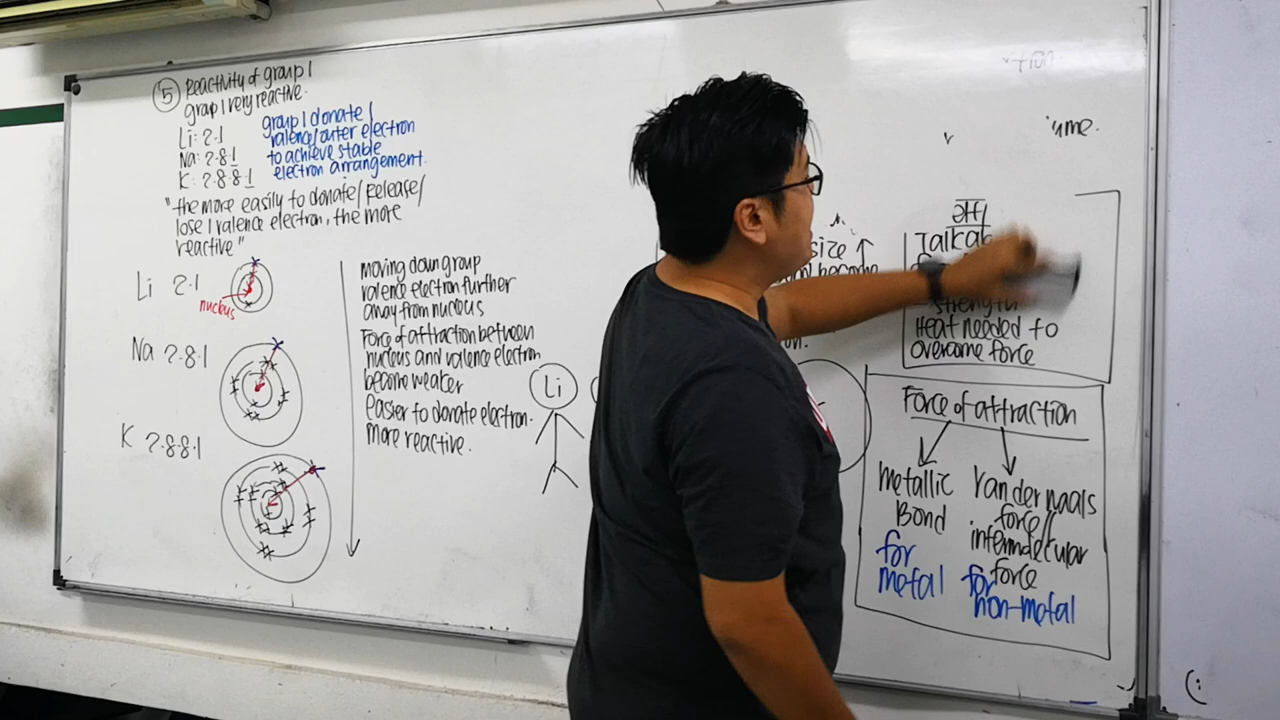 5 Reactivity of group 1
group 1 very reactive.
Li: 2.1
Na: 2.8.1
K: 2.8.8.1
group 1 donate 1
valence/outer electron
to achieve stable
electron arrangement.
"the more easily to donate/release/
lose 1 valence electron, the more
reactive"
Li 2.1
nucleus
Na 2.8.1
K 2.8.8.1
moving down group
valence electron further
away from nucleus
Force of attraction between
nucleus and valence electron
become weaker
easier to donate electron.
More reactive.
Li
size ↑
become
strength
Heat needed to
overcome force
Force of attraction
Metallic
Bond
for
metal
Van der Waals
force//
intermolecular
force
for
non-metal